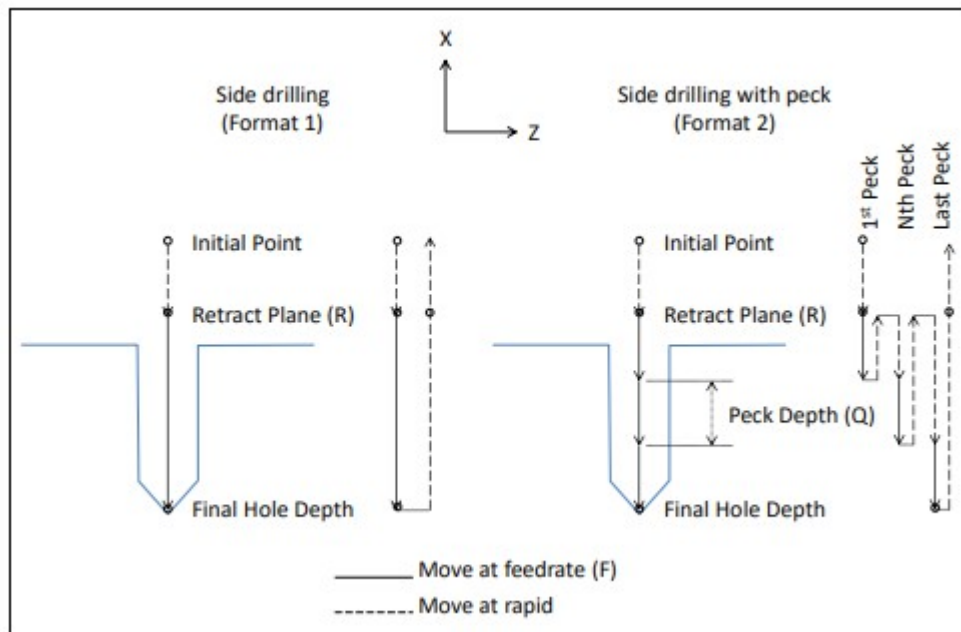 X
Z
Side drilling
(Format 1)
Side drilling with peck
(Format 2)
1st Peck
Nth Peck
Last Peck
Initial Point
Initial Point
Retract Plane (R)
Retract Plane (R)
Peck Depth (Q)
Final Hole Depth
Final Hole Depth
Move at feedrate (F)
Move at rapid